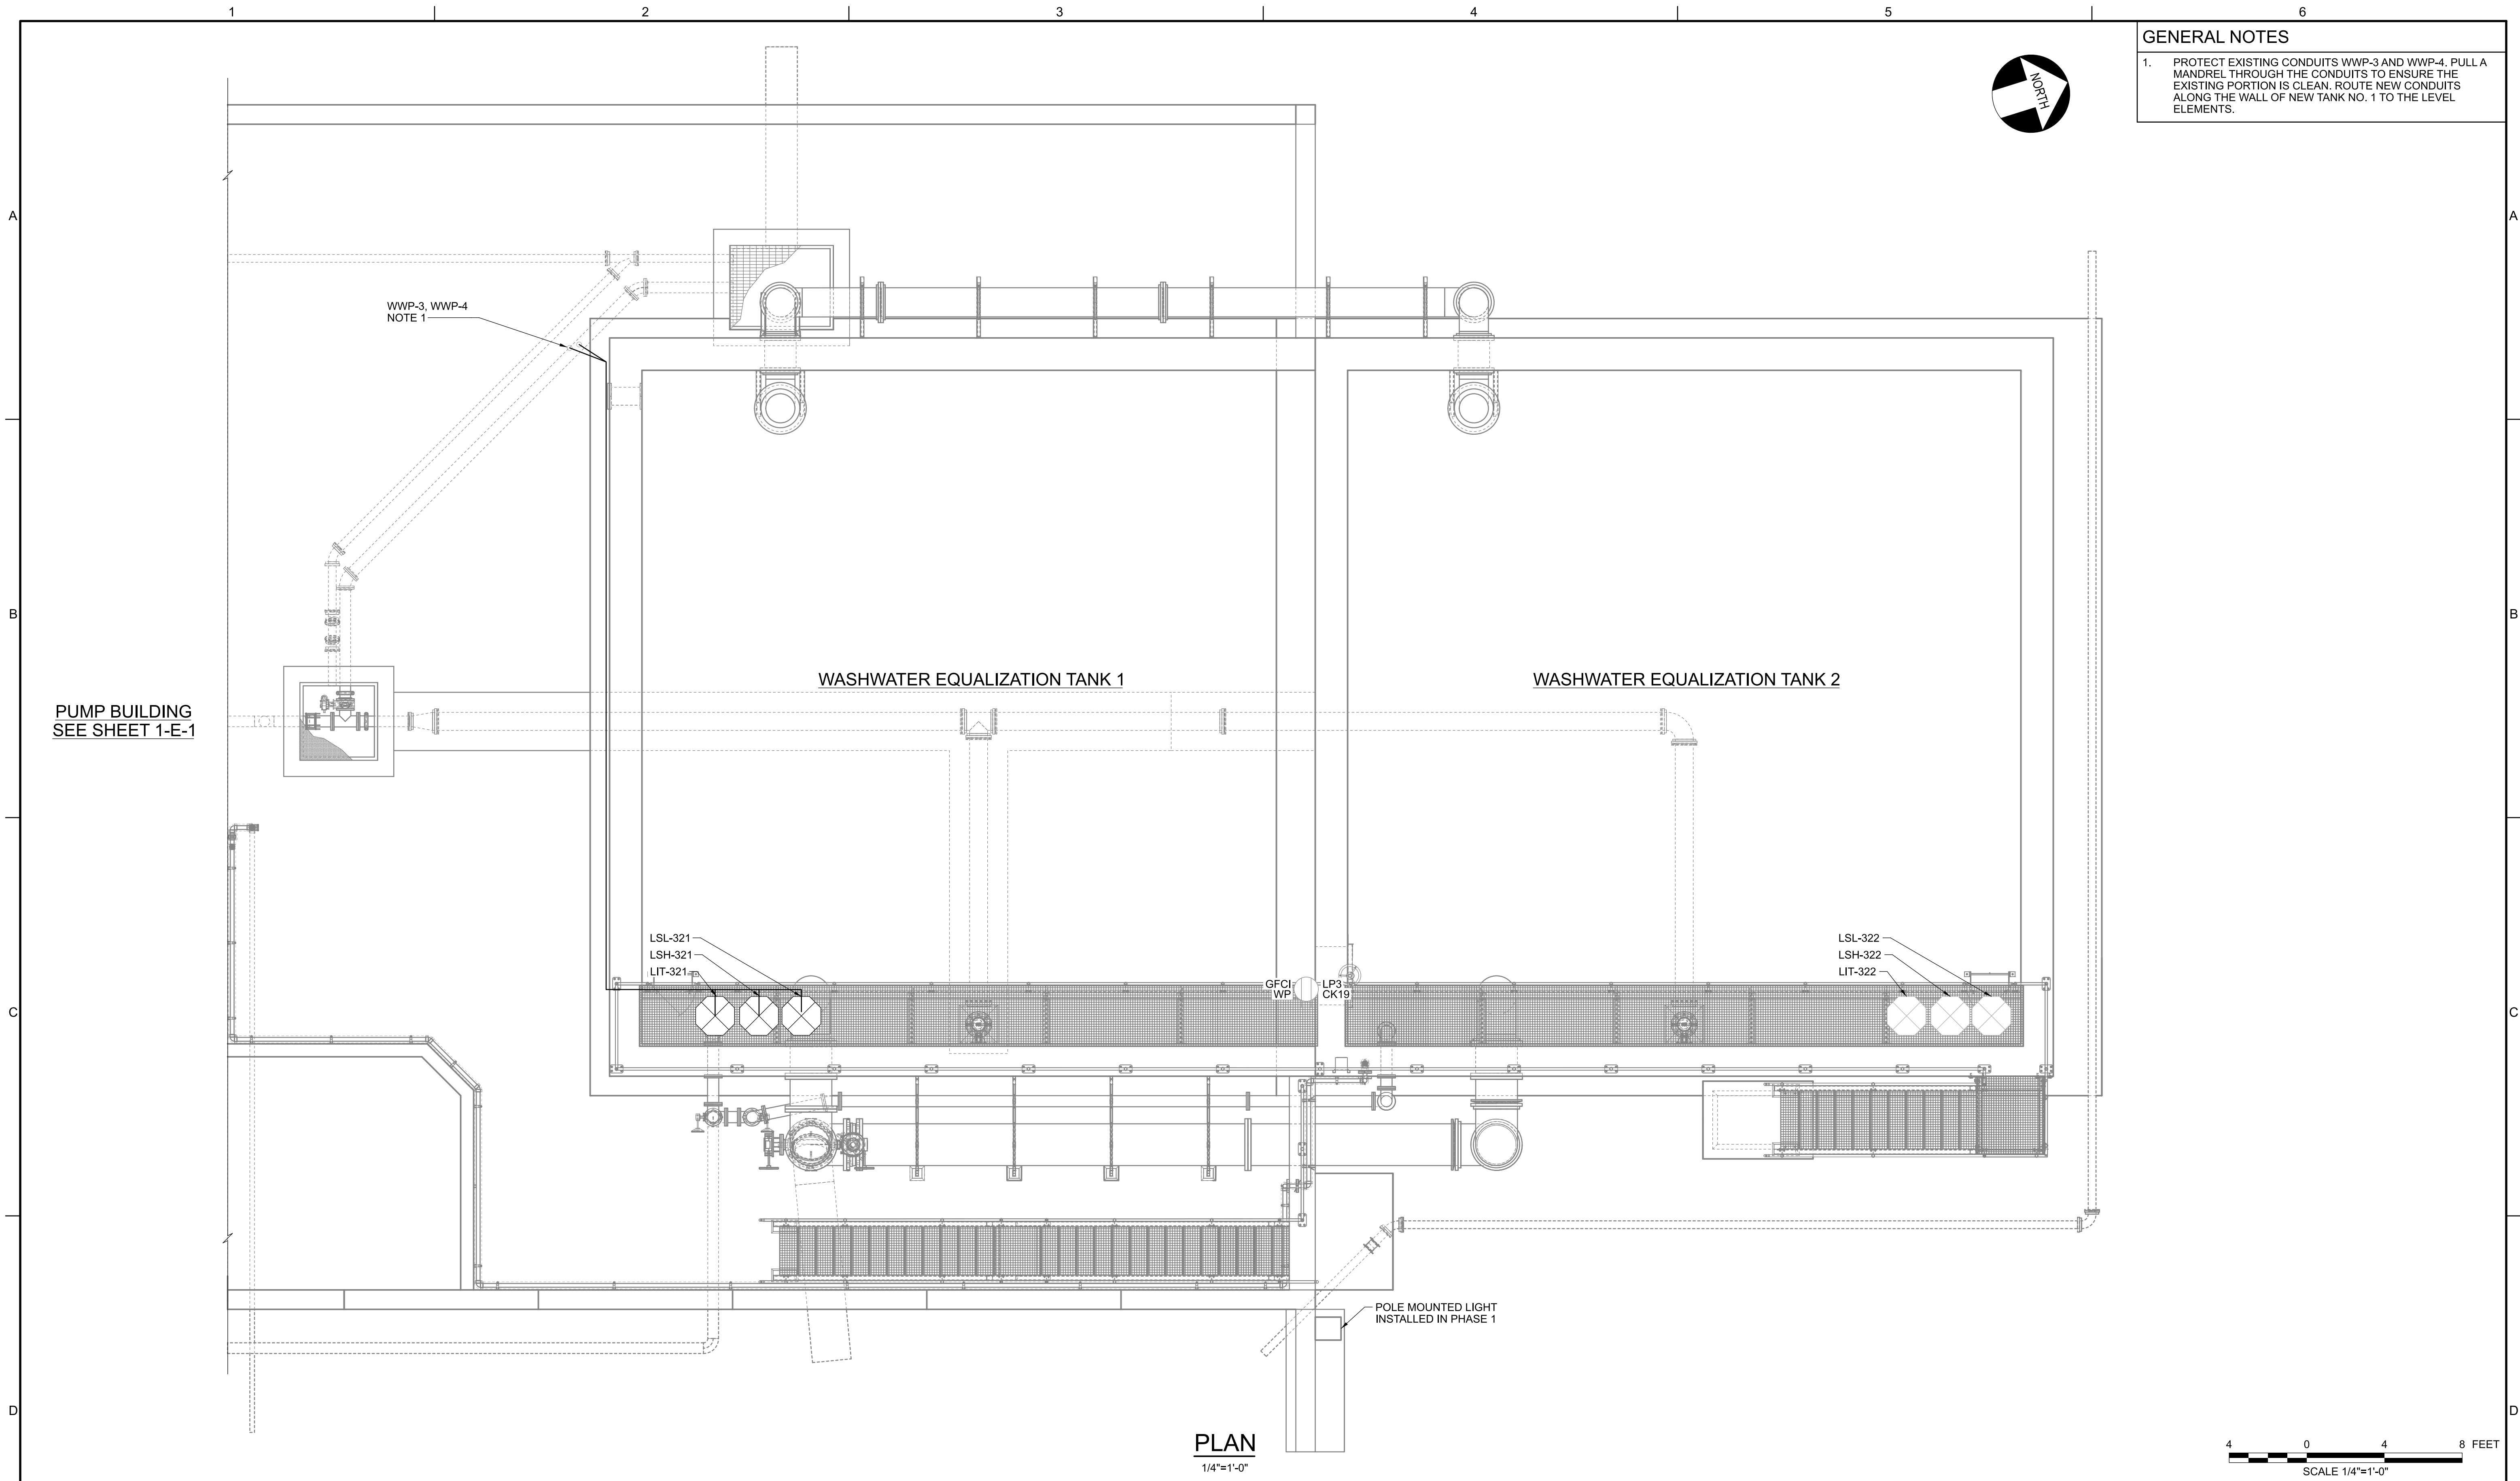 1 2 3 4 5 6
GENERAL NOTES
1. PROTECT EXISTING CONDUITS WWP-3 AND WWP-4. PULL A
MANDREL THROUGH THE CONDUITS TO ENSURE THE
EXISTING PORTION IS CLEAN. ROUTE NEW CONDUITS
ALONG THE WALL OF NEW TANK NO. 1 TO THE LEVEL
ELEMENTS.
NORTH
A A
WWP-3, WWP-4
NOTE 1
B B
WASHWATER EQUALIZATION TANK 1
WASHWATER EQUALIZATION TANK 2
PUMP BUILDING
SEE SHEET 1-E-1
LSL-321
LSH-321
LIT-321
LSL-322
LSH-322
LIT-322
GFCI
WP
LP3
CK19
C C
POLE MOUNTED LIGHT
INSTALLED IN PHASE 1
D D
PLAN
1/4"=1'-0"
4 0 4 8 FEET
SCALE 1/4"=1'-0"